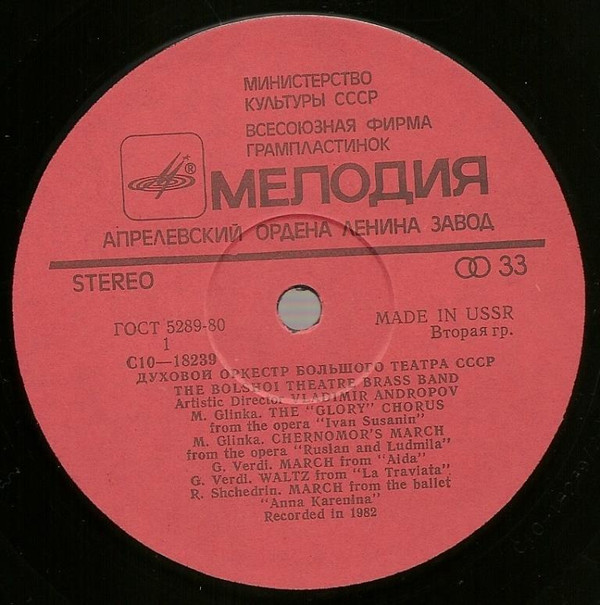 МИНИСТЕРСТВО
КУЛЬТУРЫ СССР
ВСЕСОЮЗНАЯ ФИРМА
ГРАМПЛАСТИНОК
®
МЕЛОДИЯ
АПРЕЛЕВСКИЙ ОРДЕНА ЛЕНИНА ЗАВОД
STEREO
33
ГОСТ 5289-80
MADE IN USSR
1
Вторая гр.
С10—18239
ДУХОВОЙ ОРКЕСТР БОЛЬШОГО ТЕАТРА СССР
THE BOLSHOI THEATRE BRASS BAND
Artistic Director VLADIMIR ANDROPOV
M. Glinka. THE "GLORY" CHORUS
from the opera "Ivan Susanin"
M. Glinka. CHERNOMOR'S MARCH
from the opera "Ruslan and Ludmila"
G. Verdi. MARCH from "Aida"
G. Verdi. WALTZ from "La Traviata"
R. Shchedrin. MARCH from the ballet
"Anna Karenina"
Recorded in 1982